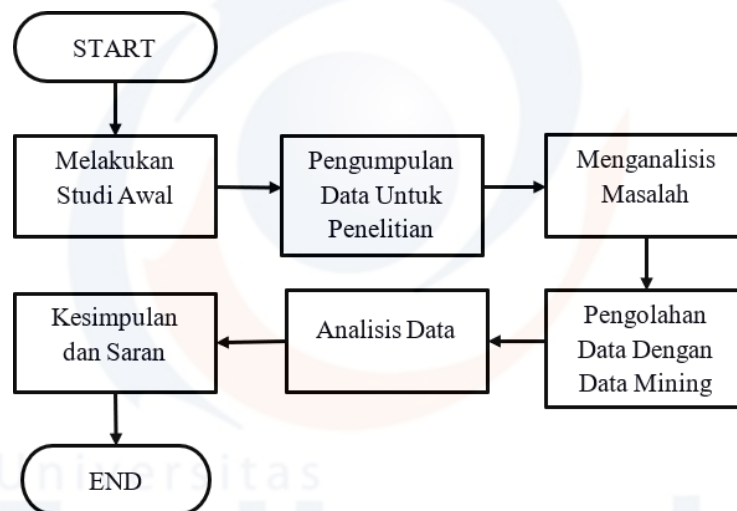 START
Melakukan
Studi Awal
Pengumpulan
Data Untuk
Penelitian
Menganalisis
Masalah
Pengolahan
Data Dengan
Data Mining
Analisis Data
Kesimpulan
dan Saran
END
Universitas